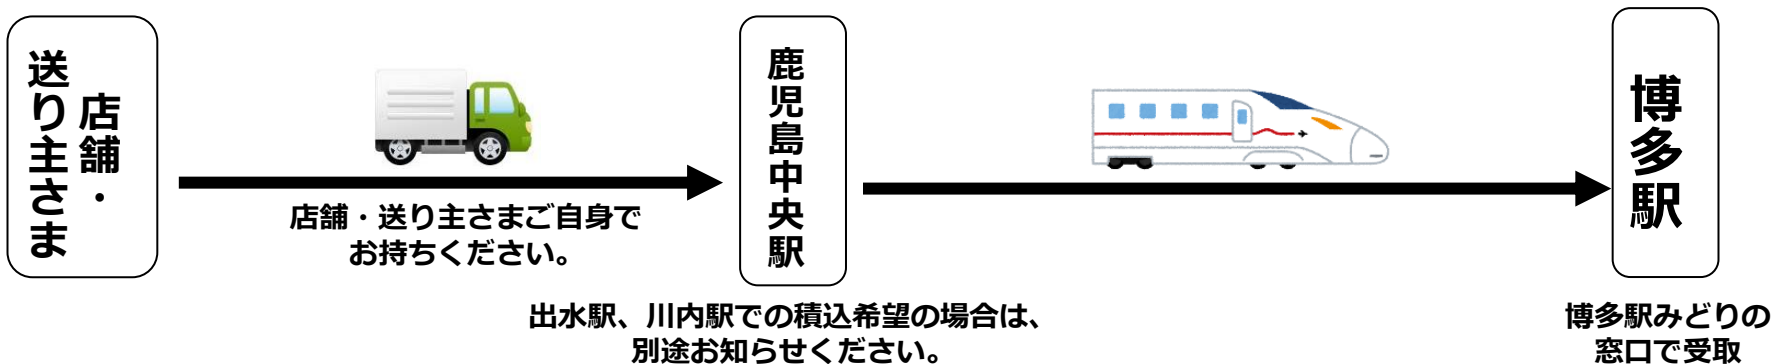 店舗・
送り主さま
店舗・送り主さまご自身で
お持ちください。
鹿児島中央駅
出水駅、川内駅での積込希望の場合は、
別途お知らせください。
博多駅
博多駅みどりの
窓口で受取